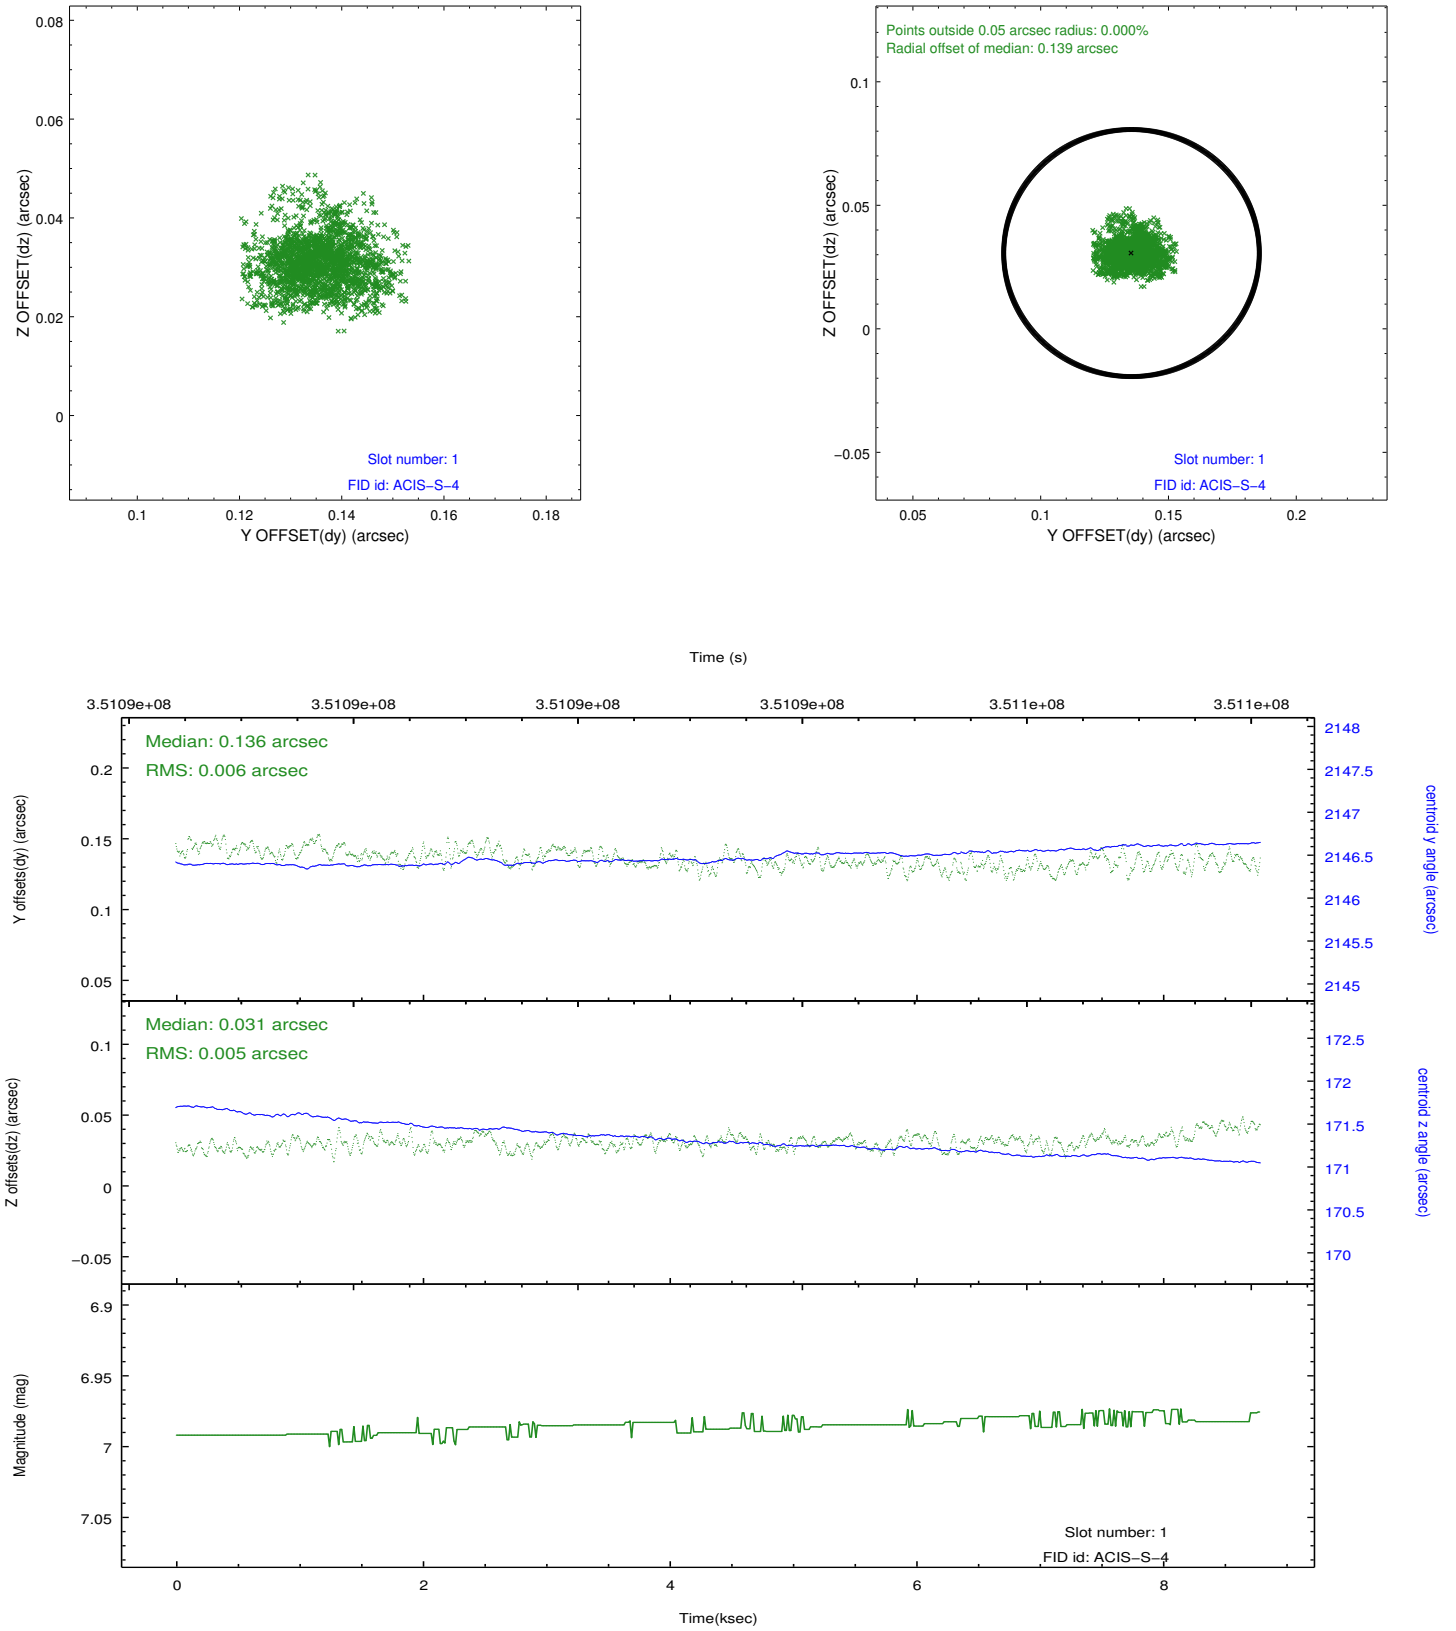 0.08
0.06
0.04
0.02
0
Z OFFSET(dz) (arcsec)
Slot number: 1
FID id: ACIS−S−4
0.1 0.12 0.14 0.16 0.18
Y OFFSET(dy) (arcsec)
Points outside 0.05 arcsec radius: 0.000%
Radial offset of median: 0.139 arcsec
0.1
0.05
0
−0.05
Z OFFSET(dz) (arcsec)
Slot number: 1
FID id: ACIS−S−4
0.05 0.1 0.15 0.2
Y OFFSET(dy) (arcsec)
Time (s)
3.5109e+08 3.5109e+08 3.5109e+08 3.5109e+08 3.511e+08 3.511e+08
Median: 0.136 arcsec
RMS: 0.006 arcsec
0.2
0.15
0.1
0.05
Y offsets(dy) (arcsec)
2148
2147.5
2147
2146.5
2146
2145.5
2145
centroid y angle (arcsec)
Median: 0.031 arcsec
RMS: 0.005 arcsec
0.1
0.05
0
−0.05
Z offsets(dz) (arcsec)
172.5
172
171.5
171
170.5
170
centroid z angle (arcsec)
6.9
6.95
7
7.05
Magnitude (mag)
Slot number: 1
FID id: ACIS−S−4
0 2 4 6 8
Time(ksec)